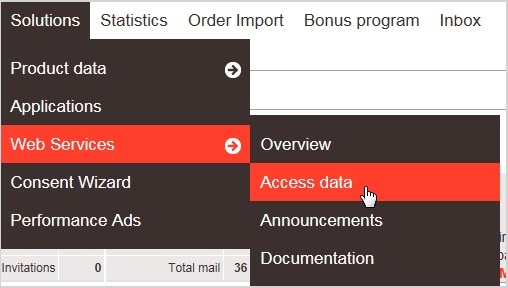 Solutions Statistics Order Import Bonus program Inbox
Product data
Applications
Web Services
Overview
Consent Wizard
Access data
Performance Ads
Announcements
Documentation
Invitations 0 Total mail 36